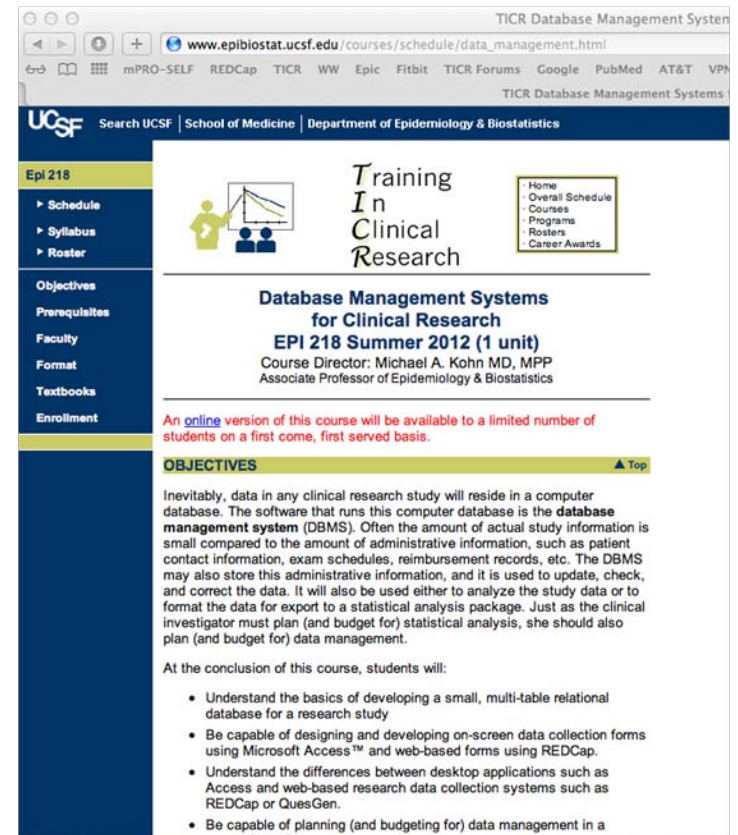 TICR Database Management System
www.epibiostat.ucsf.edu/courses/schedule/data_management.html
mPRO-SELF REDCap TICR WW Epic Fitbit TICR Forums Google PubMed AT&T VPN
TICR Database Management Systems
UCSF Search UCSF | School of Medicine | Department of Epidemiology & Biostatistics
Epi 218
Schedule
Syllabus
Roster
Objectives
Prerequisites
Faculty
Format
Textbooks
Enrollment
Training
In
Clinical
Research
· Home
· Overall Schedule
· Courses
· Programs
· Rosters
· Career Awards
Database Management Systems
for Clinical Research
EPI 218 Summer 2012 (1 unit)
Course Director: Michael A. Kohn MD, MPP
Associate Professor of Epidemiology & Biostatistics
An online version of this course will be available to a limited number of
students on a first come, first served basis.
OBJECTIVES ▲ Top
Inevitably, data in any clinical research study will reside in a computer
database. The software that runs this computer database is the database
management system (DBMS). Often the amount of actual study information is
small compared to the amount of administrative information, such as patient
contact information, exam schedules, reimbursement records, etc. The DBMS
may also store this administrative information, and it is used to update, check,
and correct the data. It will also be used either to analyze the study data or to
format the data for export to a statistical analysis package. Just as the clinical
investigator must plan (and budget for) statistical analysis, she should also
plan (and budget for) data management.
At the conclusion of this course, students will:
• Understand the basics of developing a small, multi-table relational
database for a research study
• Be capable of designing and developing on-screen data collection forms
using Microsoft Access™ and web-based forms using REDCap.
• Understand the differences between desktop applications such as
Access and web-based research data collection systems such as
REDCap or QuesGen.
• Be capable of planning (and budgeting for) data management in a